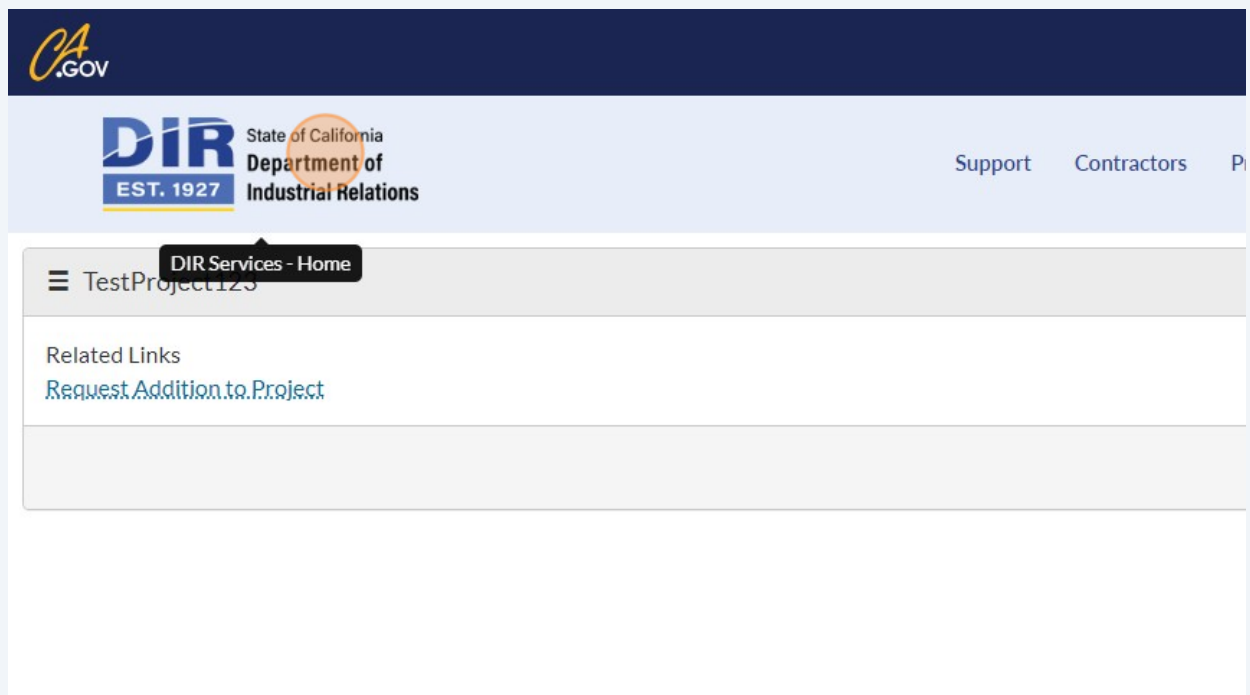 CA
.GOV
DIR
EST. 1927
State of California
Department of
Industrial Relations
Support Contractors
DIR Services - Home
TestProject123
Related Links
Request Addition to Project